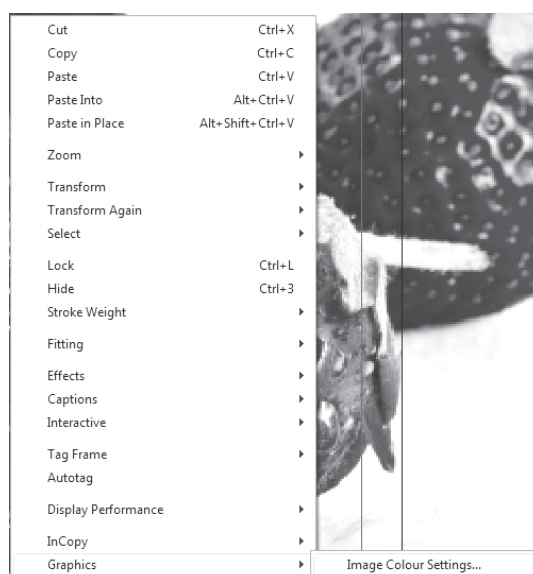 Cut Ctrl+X
Copy Ctrl+C
Paste Ctrl+V
Paste Into Alt+Ctrl+V
Paste in Place Alt+Shift+Ctrl+V
Zoom
Transform
Transform Again
Select
Lock Ctrl+L
Hide Ctrl+3
Stroke Weight
Fitting
Effects
Captions
Interactive
Tag Frame
Autotag
Display Performance
InCopy
Graphics Image Colour Settings...